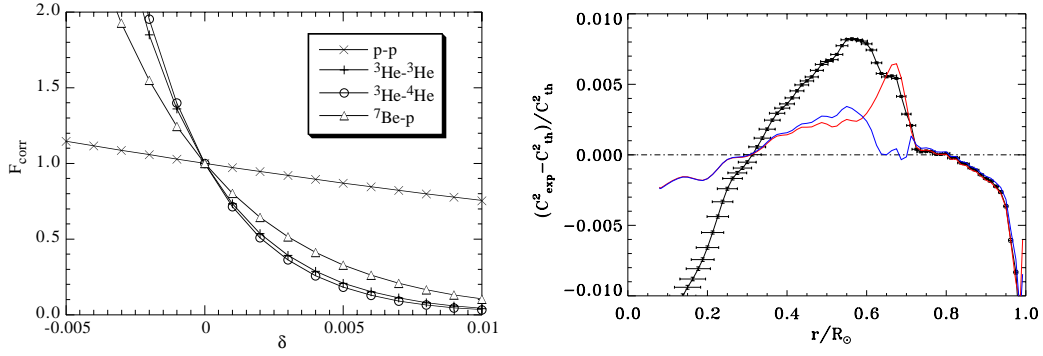 2.0
1.5
1.0
0.5
0.0
F_corr
-0.005
0
0.005
0.01
δ
p-p
³He-³He
³He-⁴He
⁷Be-p
0.010
0.005
0.000
-0.005
-0.010
(C²_exp−C²_th)/C²_th
0.0
0.2
0.4
0.6
0.8
1.0
r/R_⊙